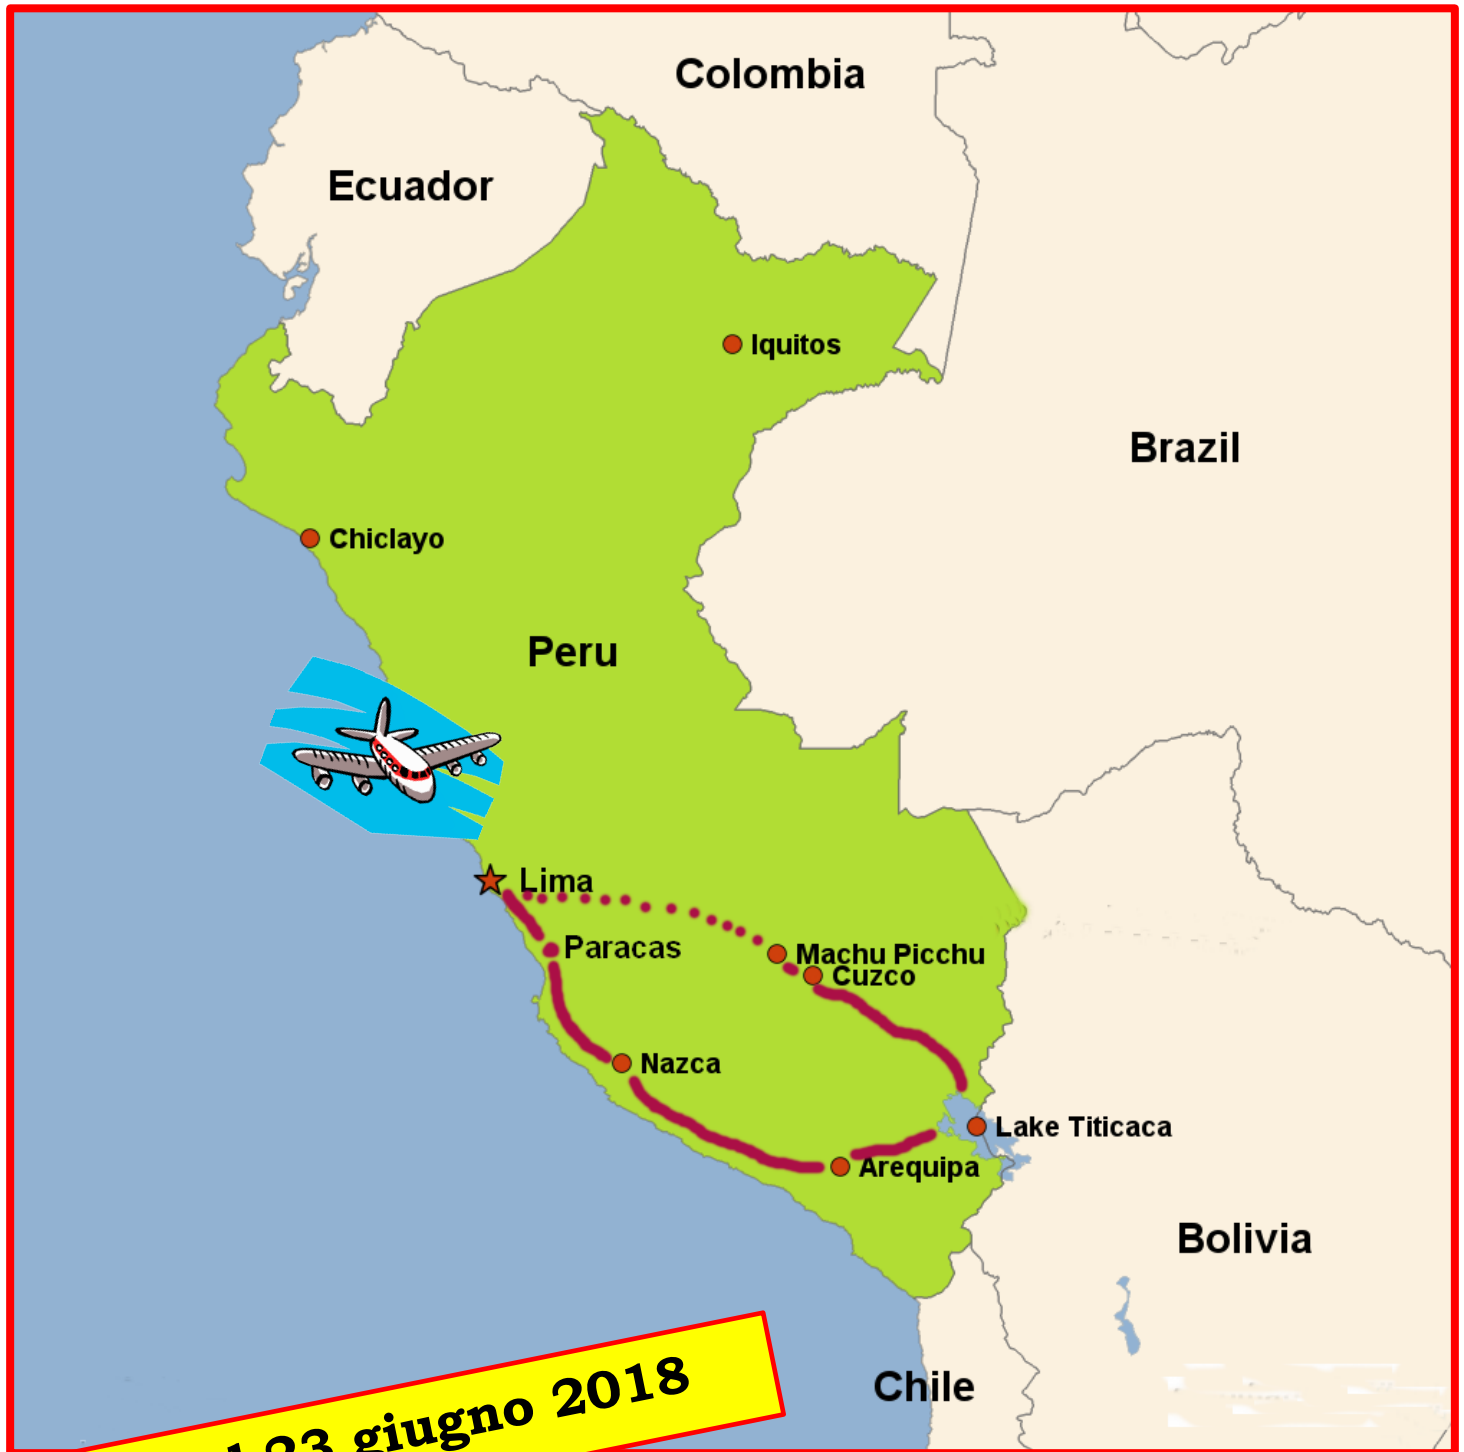 Colombia
Ecuador
Iquitos
Brazil
Chiclayo
Peru
Lima
Paracas
Machu Picchu
Cuzco
Nazca
Lake Titicaca
Arequipa
Bolivia
Chile
23 giugno 2018